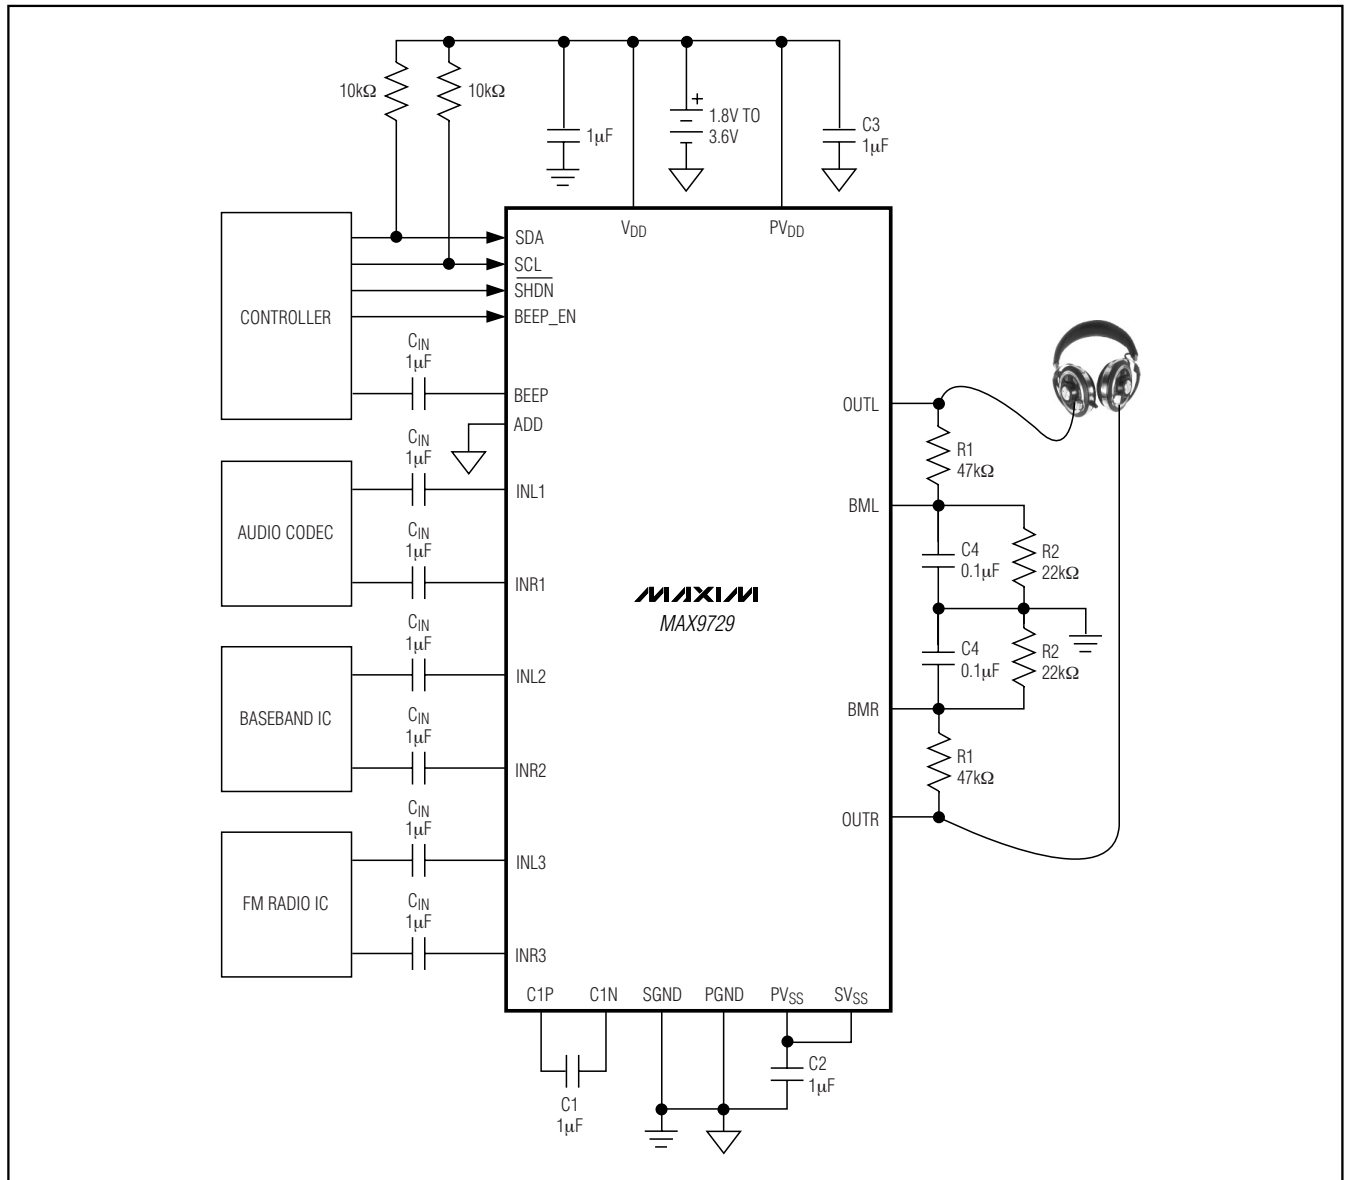 10kΩ
10kΩ
1µF
+
1.8V TO
3.6V
C3
1µF
CONTROLLER
SDA
SCL
SHDN
BEEP_EN
VDD
PVDD
CIN
1µF
BEEP
ADD
CIN
1µF
INL1
AUDIO CODEC
CIN
1µF
INR1
CIN
1µF
INL2
BASEBAND IC
CIN
1µF
INR2
CIN
1µF
INL3
FM RADIO IC
CIN
1µF
INR3
MAXIM
MAX9729
OUTL
R1
47kΩ
BML
C4
0.1µF
R2
22kΩ
C4
0.1µF
R2
22kΩ
BMR
R1
47kΩ
OUTR
C1P
C1N
SGND
PGND
PVSS
SVSS
C1
1µF
C2
1µF